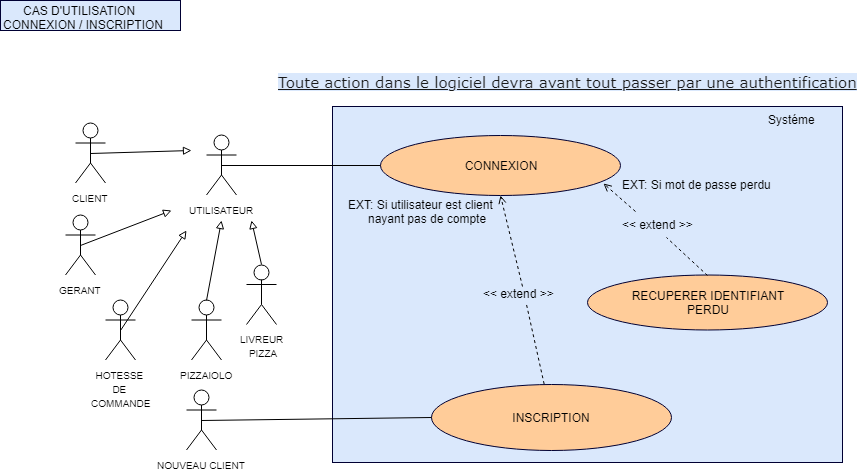 CAS D'UTILISATION
CONNEXION / INSCRIPTION
Toute action dans le logiciel devra avant tout passer par une authentification
Systéme
CONNEXION
CLIENT
UTILISATEUR
EXT: Si mot de passe perdu
EXT: Si utilisateur est client
nayant pas de compte
<< extend >>
GERANT
<< extend >>
RECUPERER IDENTIFIANT
PERDU
LIVREUR
PIZZA
HOTESSE
DE
COMMANDE
PIZZAIOLO
INSCRIPTION
NOUVEAU CLIENT